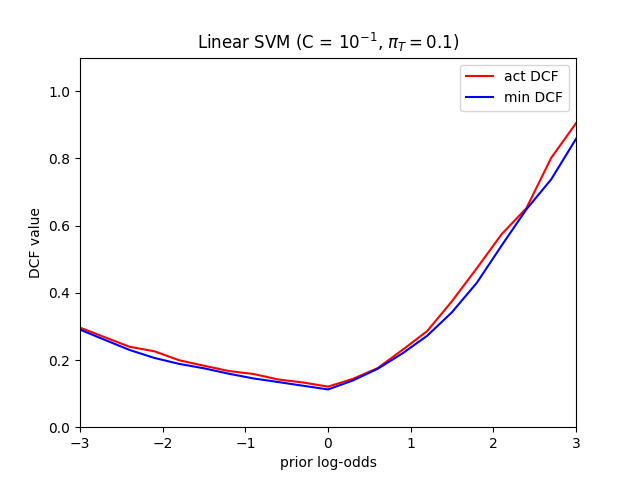 Linear SVM (C = 10⁻¹, π_T = 0.1)
act DCF
min DCF
1.0
0.8
0.6
0.4
0.2
0.0
DCF value
−3
−2
−1
0
1
2
3
prior log-odds